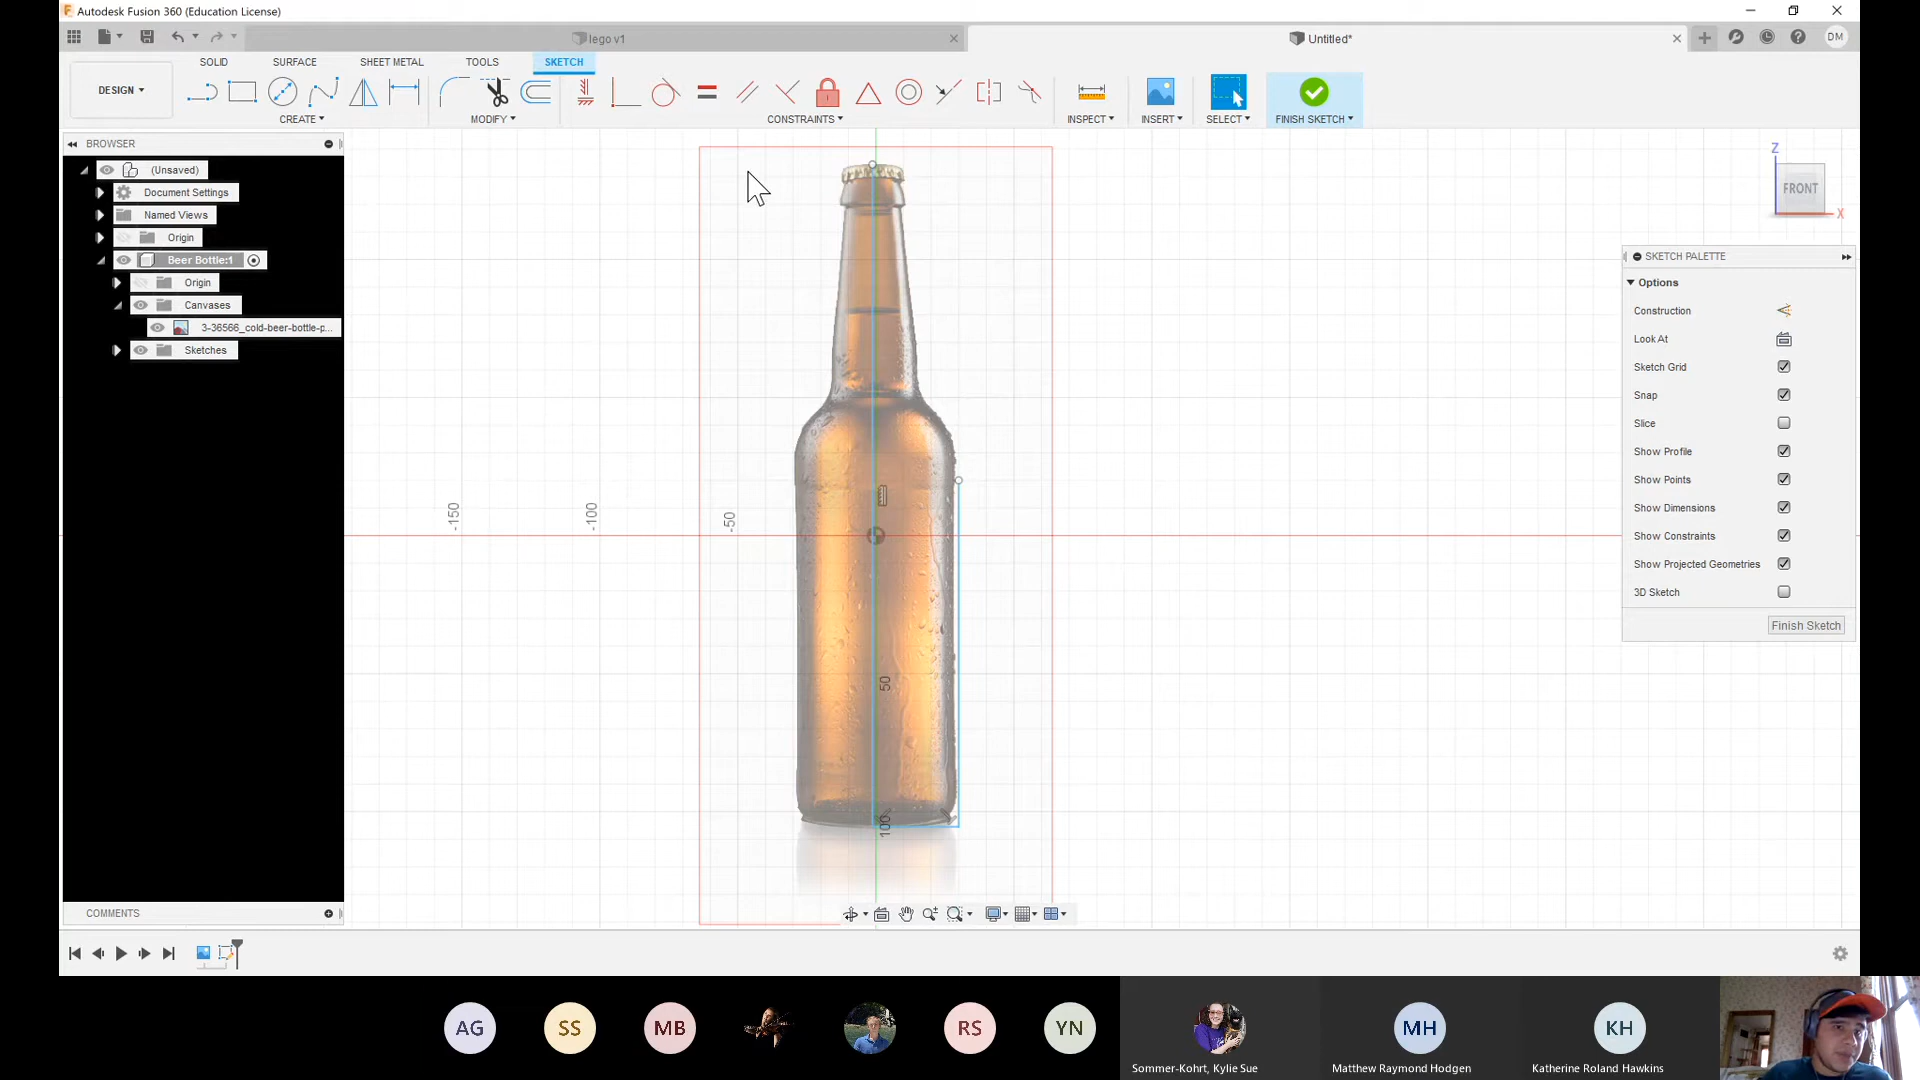 Autodesk Fusion 360 (Education License)
lego v1
Untitled*
DM
SOLID
SURFACE
SHEET METAL
TOOLS
SKETCH
DESIGN
CREATE
MODIFY
CONSTRAINTS
INSPECT
INSERT
SELECT
FINISH SKETCH
BROWSER
(Unsaved)
Document Settings
Named Views
Origin
Beer Bottle:1
Origin
Canvases
3-36566_cold-beer-bottle-p...
Sketches
-150
-100
-50
50
100
Z
FRONT
X
SKETCH PALETTE
Options
Construction
Look At
Sketch Grid
Snap
Slice
Show Profile
Show Points
Show Dimensions
Show Constraints
Show Projected Geometries
3D Sketch
Finish Sketch
COMMENTS
AG
SS
MB
RS
YN
MH
KH
Sommer-Kohrt, Kylie Sue
Matthew Raymond Hodgen
Katherine Roland Hawkins